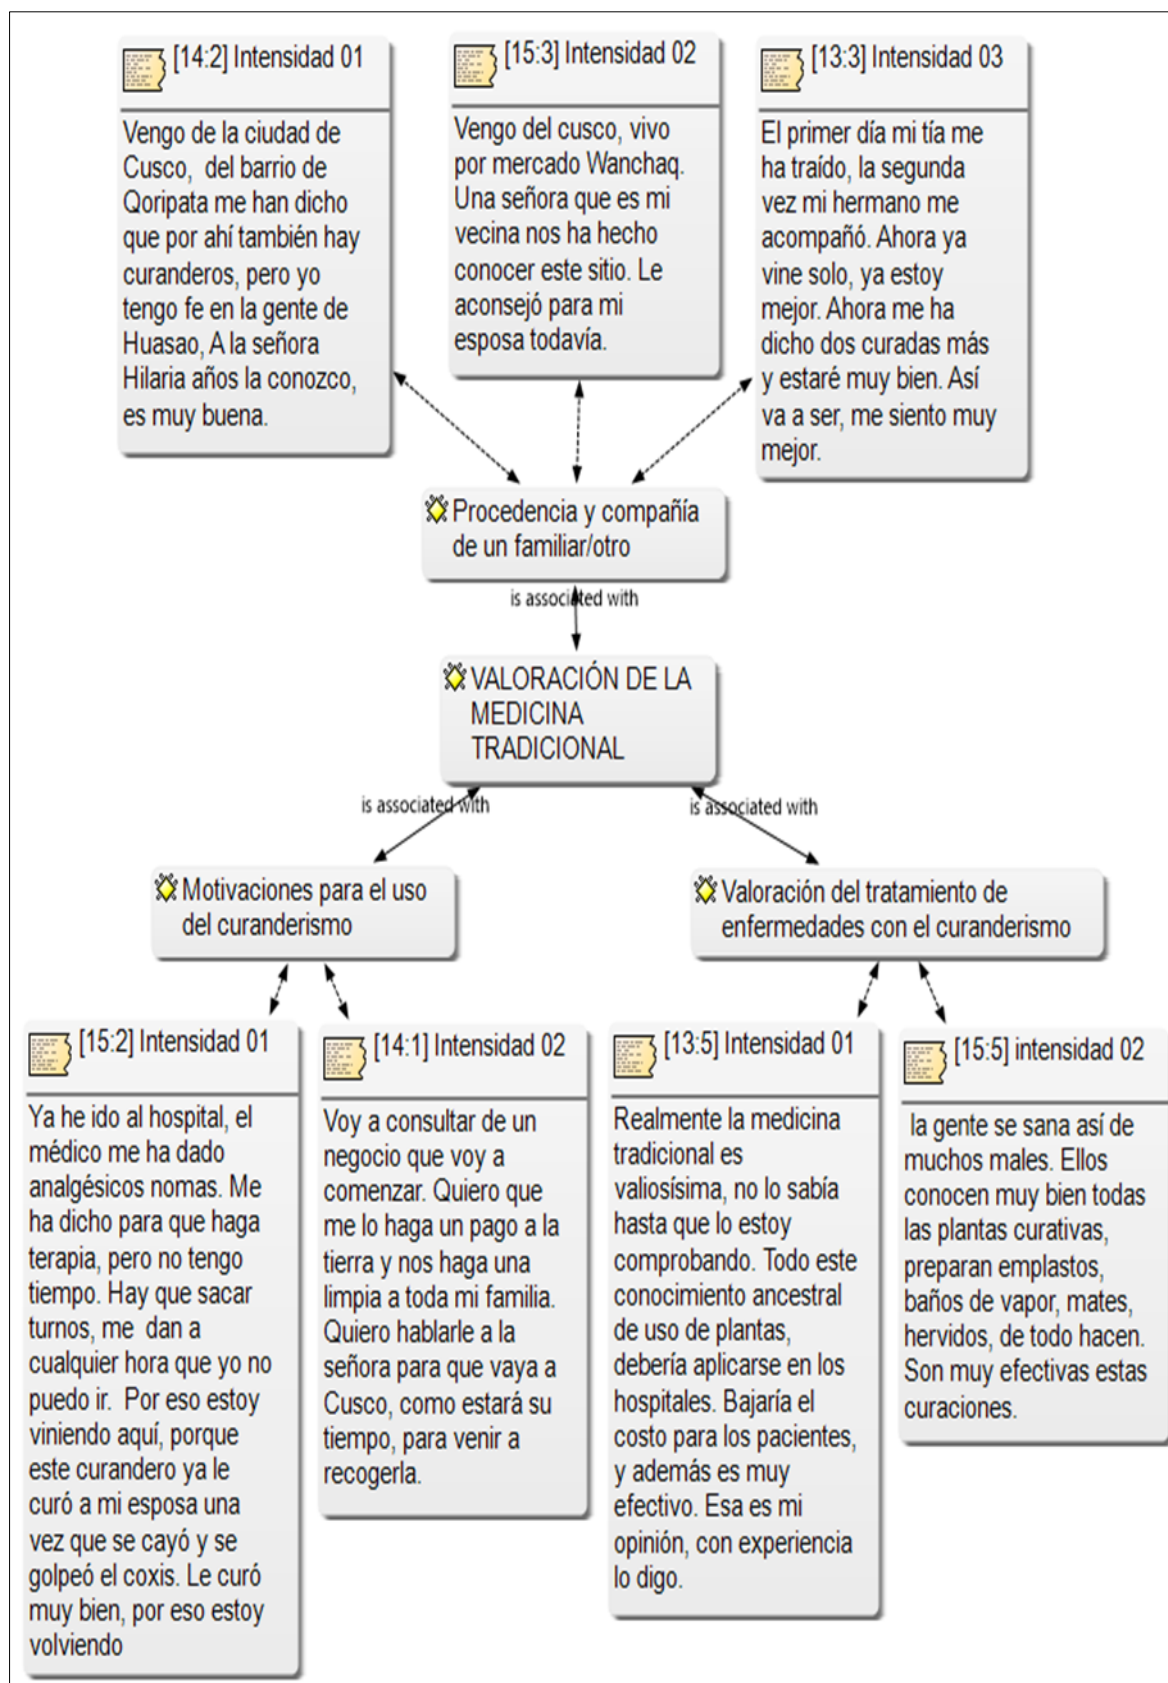 [14:2] Intensidad 01
Vengo de la ciudad de
Cusco, del barrio de
Qoripata me han dicho
que por ahí también hay
curanderos, pero yo
tengo fe en la gente de
Huasao, A la señora
Hilaria años la conozco,
es muy buena.
[15:3] Intensidad 02
Vengo del cusco, vivo
por mercado Wanchaq.
Una señora que es mi
vecina nos ha hecho
conocer este sitio. Le
aconsejó para mi
esposa todavía.
[13:3] Intensidad 03
El primer día mi tía me
ha traído, la segunda
vez mi hermano me
acompañó. Ahora ya
vine solo, ya estoy
mejor. Ahora me ha
dicho dos curadas más
y estaré muy bien. Así
va a ser, me siento muy
mejor.
Procedencia y compañía
de un familiar/otro
is associated with
VALORACIÓN DE LA
MEDICINA
TRADICIONAL
is associated with
is associated with
Motivaciones para el uso
del curanderismo
Valoración del tratamiento de
enfermedades con el curanderismo
[15:2] Intensidad 01
Ya he ido al hospital, el
médico me ha dado
analgésicos nomas. Me
ha dicho para que haga
terapia, pero no tengo
tiempo. Hay que sacar
turnos, me dan a
cualquier hora que yo no
puedo ir. Por eso estoy
viniendo aquí, porque
este curandero ya le
curó a mi esposa una
vez que se cayó y se
golpeó el coxis. Le curó
muy bien, por eso estoy
volviendo
[14:1] Intensidad 02
Voy a consultar de un
negocio que voy a
comenzar. Quiero que
me lo haga un pago a la
tierra y nos haga una
limpia a toda mi familia.
Quiero hablarle a la
señora para que vaya a
Cusco, como estará su
tiempo, para venir a
recogerla.
[13:5] Intensidad 01
Realmente la medicina
tradicional es
valiosísima, no lo sabía
hasta que lo estoy
comprobando. Todo este
conocimiento ancestral
de uso de plantas,
debería aplicarse en los
hospitales. Bajaría el
costo para los pacientes,
y además es muy
efectivo. Esa es mi
opinión, con experiencia
lo digo.
[15:5] intensidad 02
la gente se sana así de
muchos males. Ellos
conocen muy bien todas
las plantas curativas,
preparan emplastos,
baños de vapor, mates,
hervidos, de todo hacen.
Son muy efectivas estas
curaciones.